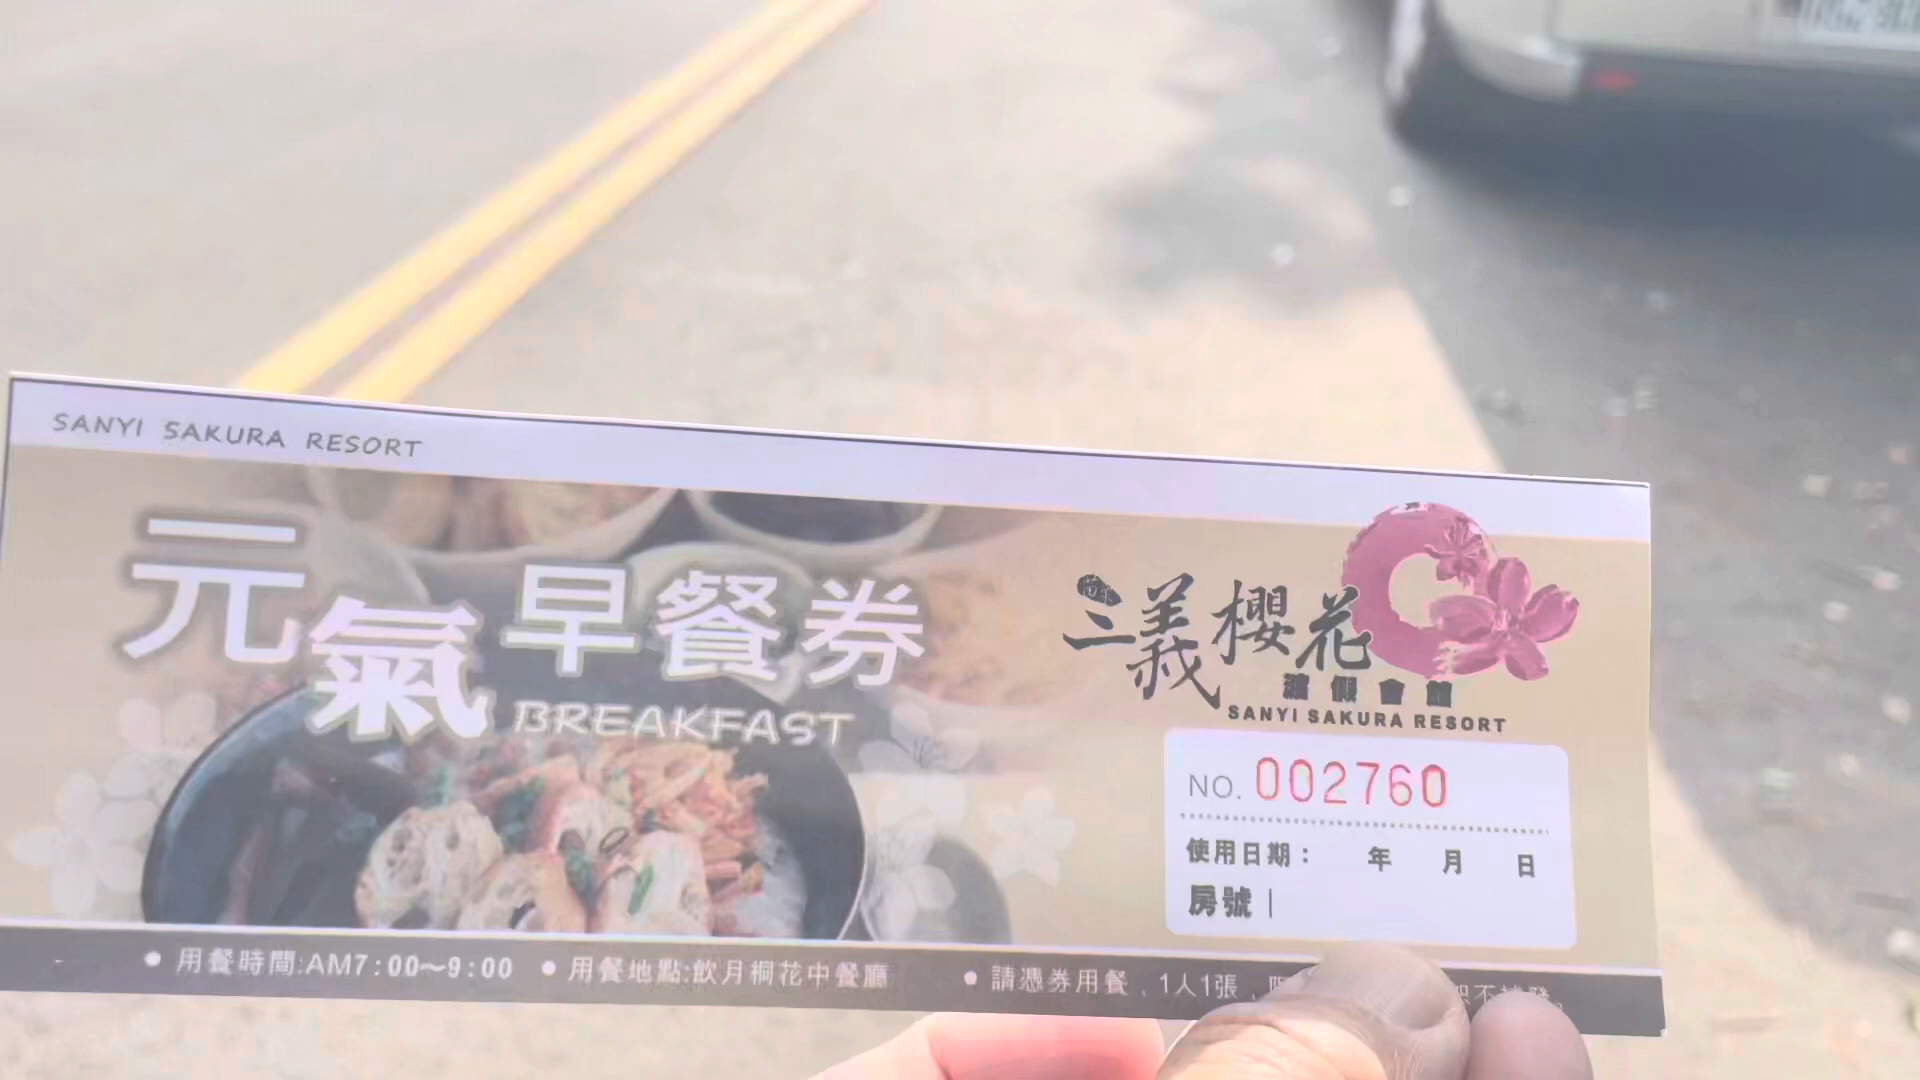 SANYI SAKURA RESORT
元氣早餐券
BREAKFAST
三義櫻花
渡假會館
SANYI SAKURA RESORT
NO. 002760
使用日期： 年 月 日
房號|
● 用餐時間:AM7:00~9:00 ● 用餐地點:飲月桐花中餐廳 ● 請憑券用餐，1人1張，